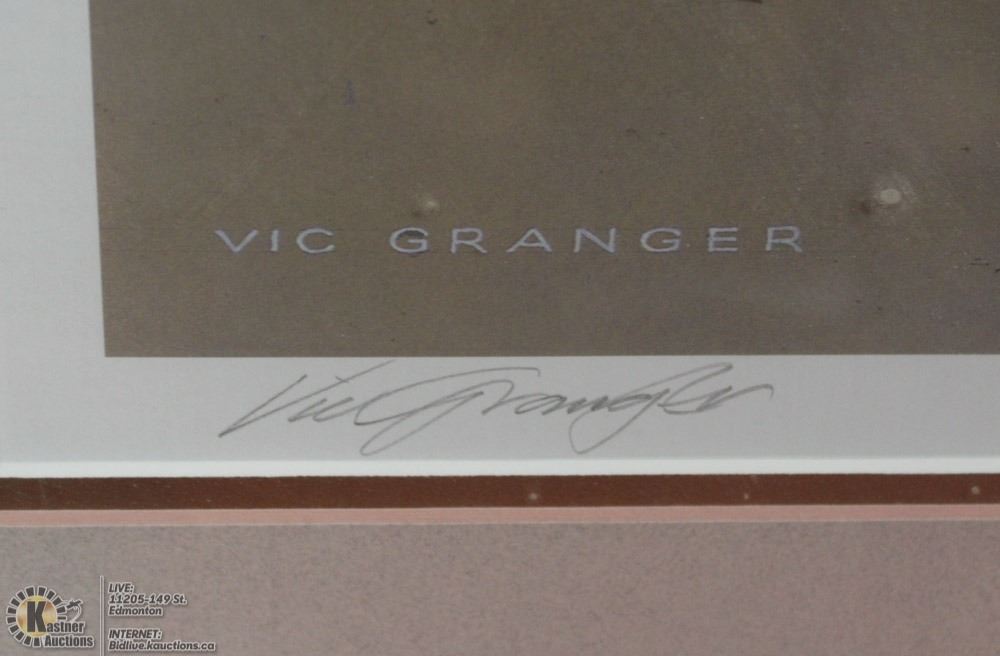 VIC GRANGER
Vic Granger
Kastner
Auctions
LIVE:
11205-149 St.
Edmonton
INTERNET:
Bidlive.kauctions.ca